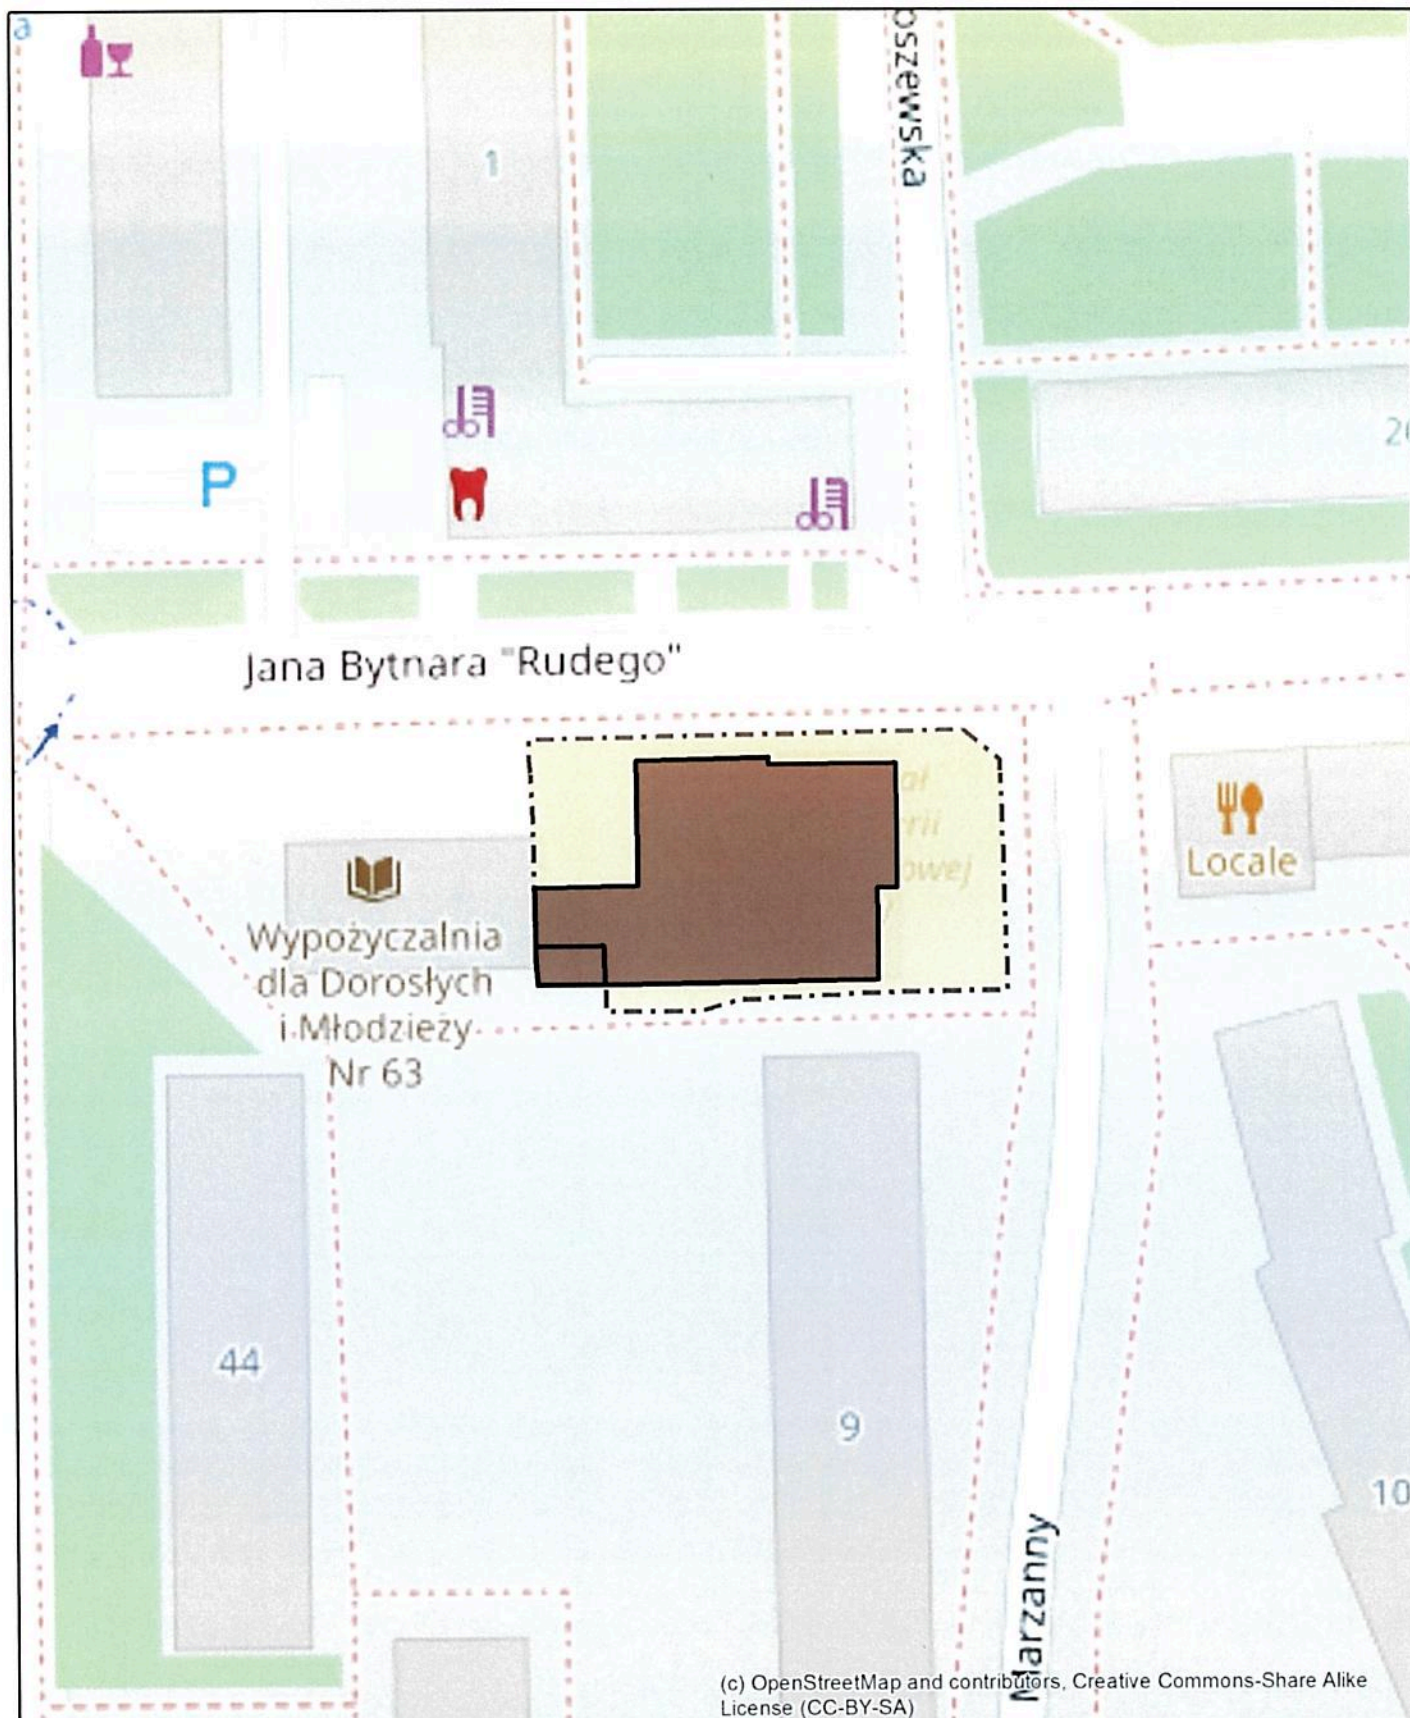 a
oszewska
1
P
Jana Bytnara "Rudego"
Locale
Wypożyczalnia
dla Dorosłych
i Młodzieży
Nr 63
44
9
10
Marzanny
(c) OpenStreetMap and contributors, Creative Commons-Share Alike
License (CC-BY-SA)